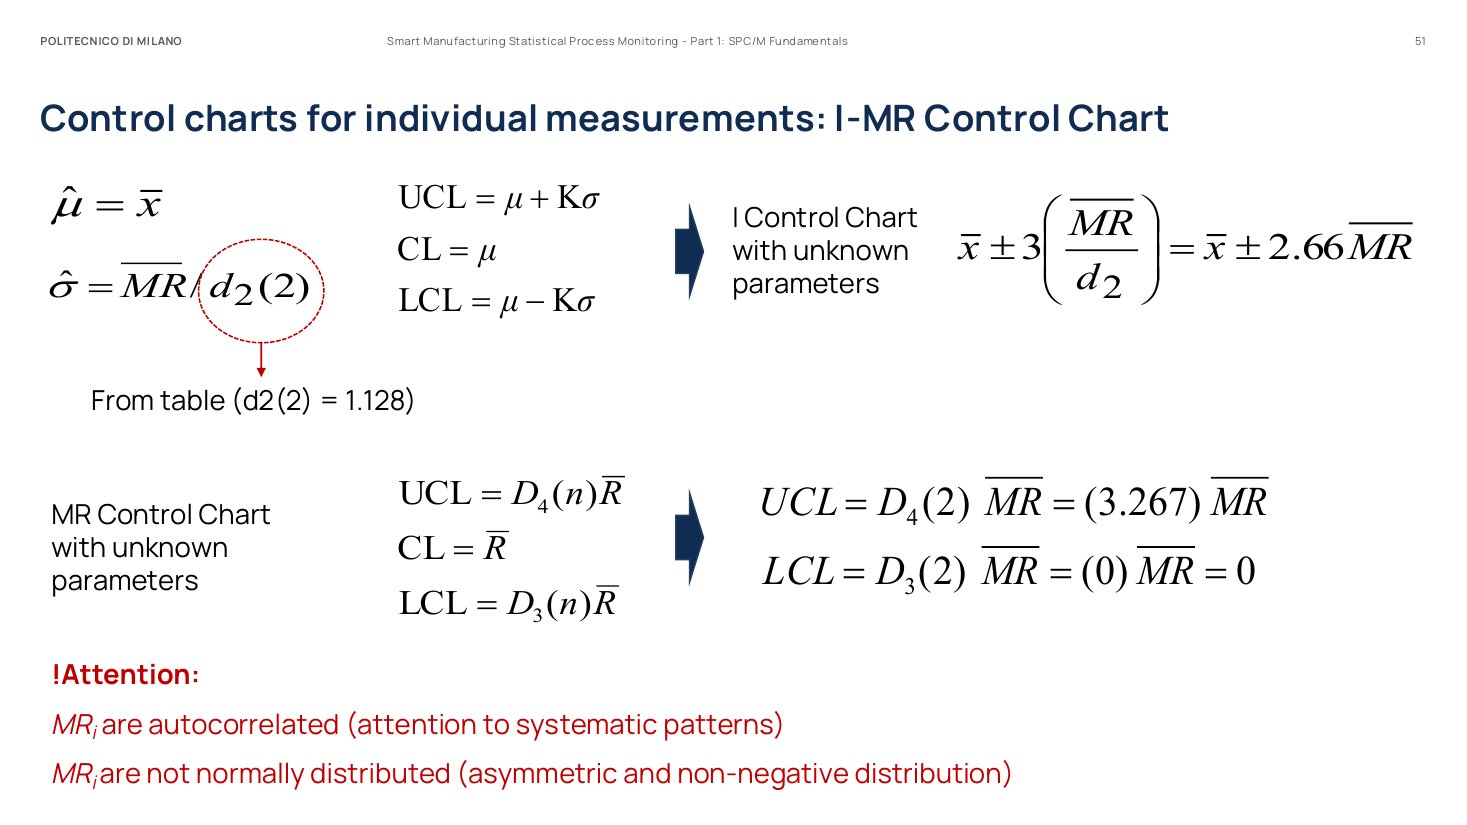 POLITECNICO DI MILANO
Smart Manufacturing Statistical Process Monitoring - Part 1: SPC/M Fundamentals
51
Control charts for individual measurements: I-MR Control Chart
μ̂ = x̅
σ̂ = M̅R̅/d₂(2)
From table (d2(2) = 1.128)
UCL = μ + Kσ
CL = μ
LCL = μ − Kσ
I Control Chart
with unknown
parameters
x̅ ± 3(M̅R̅/d₂) = x̅ ± 2.66 M̅R̅
MR Control Chart
with unknown
parameters
UCL = D₄(n)R̅
CL = R̅
LCL = D₃(n)R̅
UCL = D₄(2) M̅R̅ = (3.267) M̅R̅
LCL = D₃(2) M̅R̅ = (0) M̅R̅ = 0
!Attention:
MRᵢ are autocorrelated (attention to systematic patterns)
MRᵢ are not normally distributed (asymmetric and non-negative distribution)